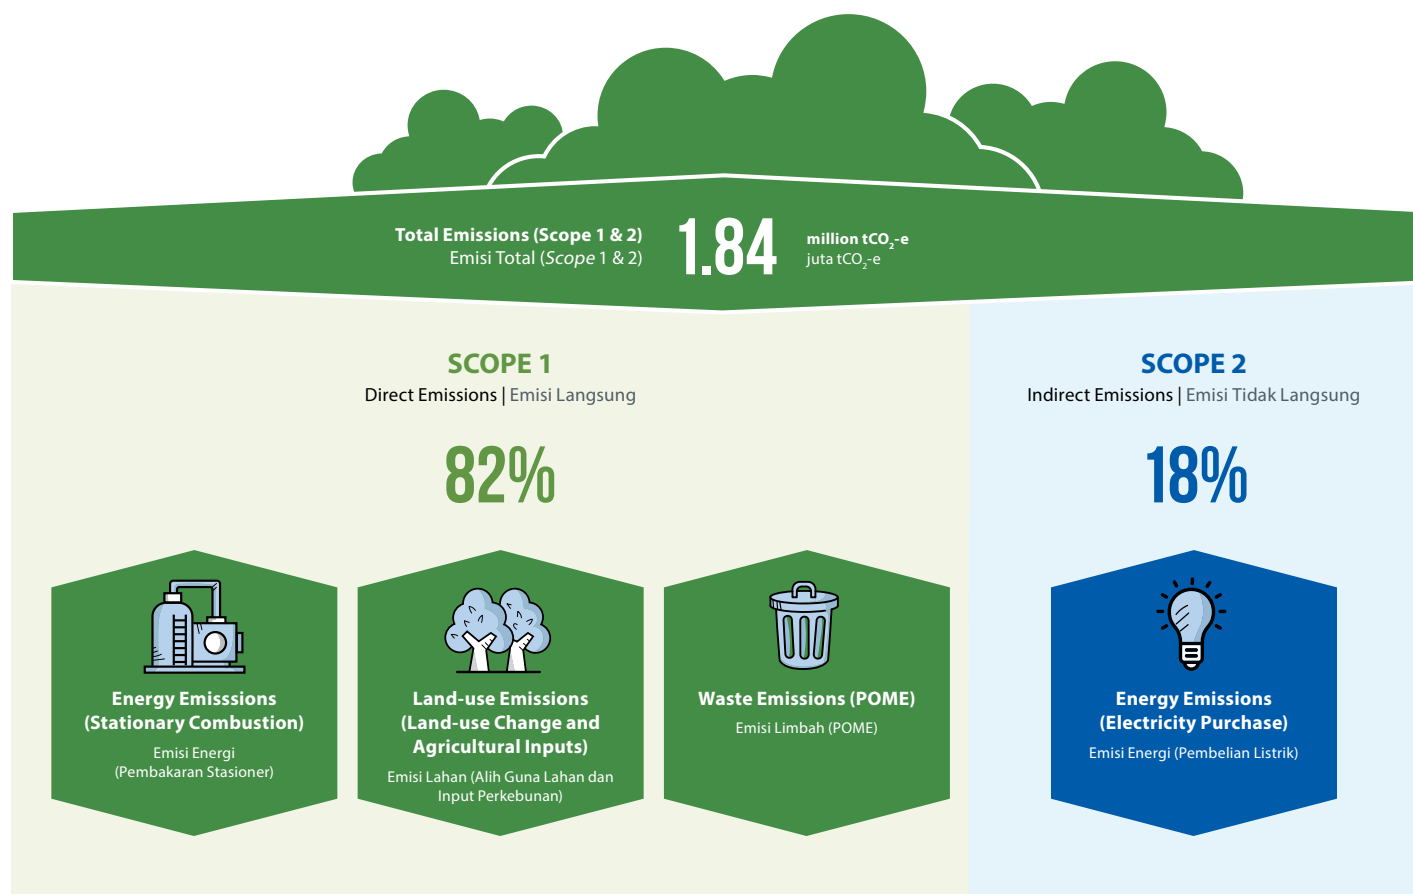 Total Emissions (Scope 1 & 2)
Emisi Total (Scope 1 & 2)
1.84
million tCO₂-e
juta tCO₂-e
SCOPE 1
Direct Emissions | Emisi Langsung
82%
Energy Emisssions
(Stationary Combustion)
Emisi Energi
(Pembakaran Stasioner)
Land-use Emissions
(Land-use Change and
Agricultural Inputs)
Emisi Lahan (Alih Guna Lahan dan
Input Perkebunan)
Waste Emissions (POME)
Emisi Limbah (POME)
SCOPE 2
Indirect Emissions | Emisi Tidak Langsung
18%
Energy Emissions
(Electricity Purchase)
Emisi Energi (Pembelian Listrik)